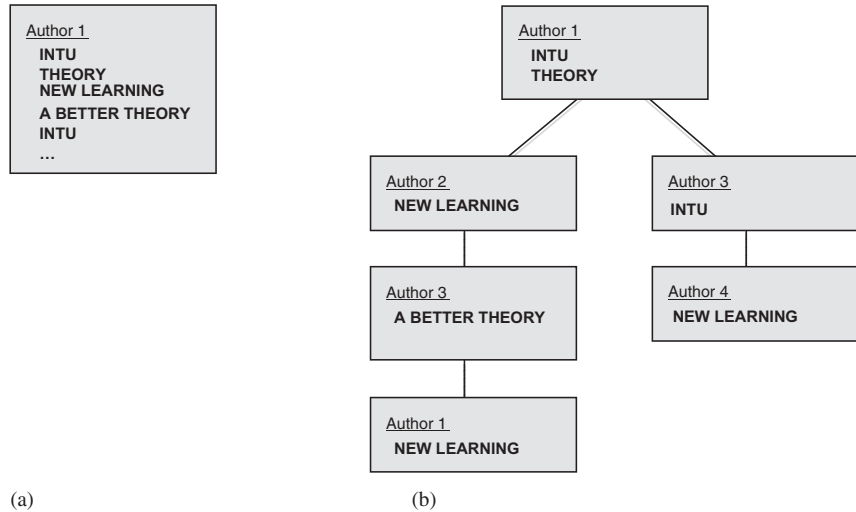 Author 1
INTU
THEORY
NEW LEARNING
A BETTER THEORY
INTU
...
Author 1
INTU
THEORY
Author 2
NEW LEARNING
Author 3
A BETTER THEORY
Author 1
NEW LEARNING
Author 3
INTU
Author 4
NEW LEARNING
(a)
(b)